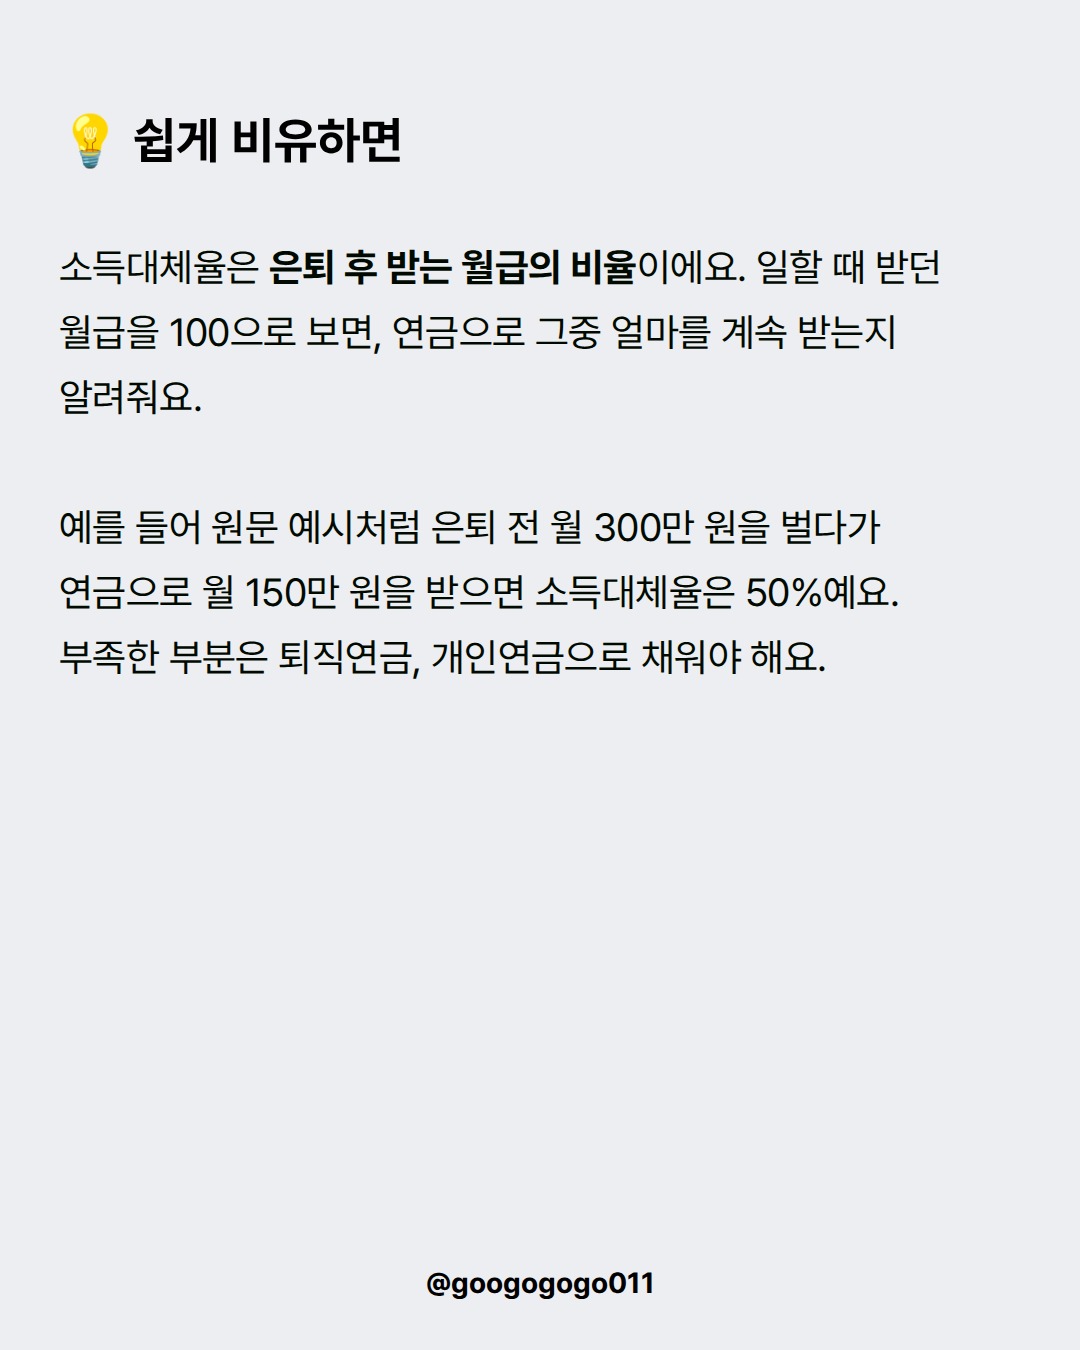 💡 쉽게 비유하면
소득대체율은 은퇴 후 받는 월급의 비율이에요. 일할 때 받던
월급을 100으로 보면, 연금으로 그중 얼마를 계속 받는지
알려줘요.
예를 들어 원문 예시처럼 은퇴 전 월 300만 원을 벌다가
연금으로 월 150만 원을 받으면 소득대체율은 50%예요.
부족한 부분은 퇴직연금, 개인연금으로 채워야 해요.
@googogogo011